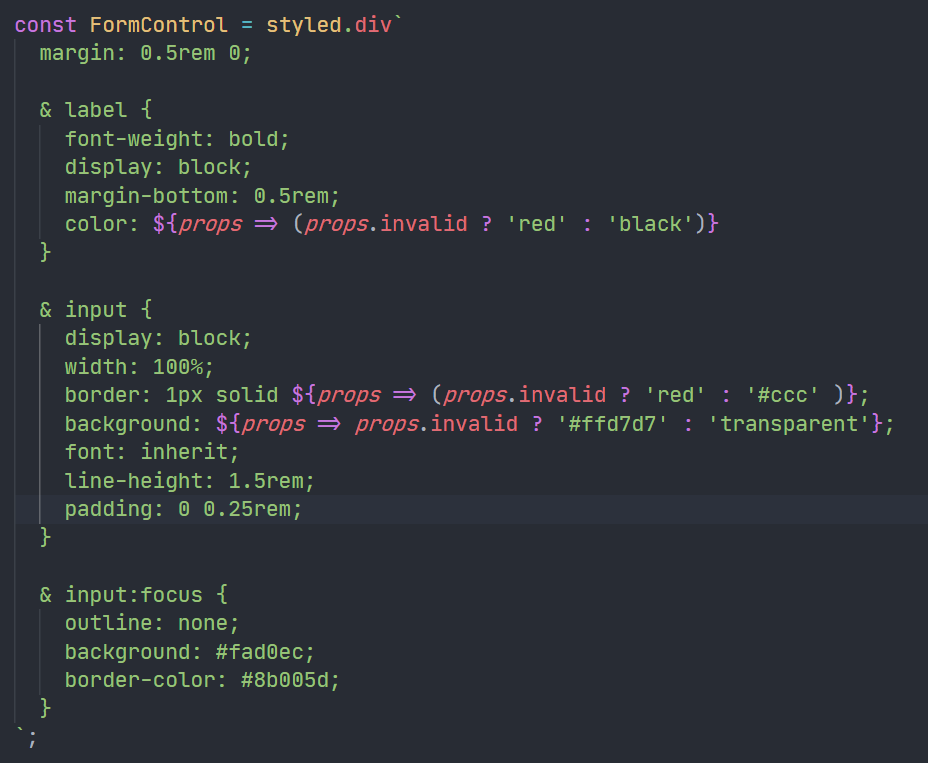 const FormControl = styled.div`
  margin: 0.5rem 0;

  & label {
    font-weight: bold;
    display: block;
    margin-bottom: 0.5rem;
    color: ${props => (props.invalid ? 'red' : 'black')}
  }

  & input {
    display: block;
    width: 100%;
    border: 1px solid ${props => (props.invalid ? 'red' : '#ccc' )};
    background: ${props => props.invalid ? '#ffd7d7' : 'transparent'};
    font: inherit;
    line-height: 1.5rem;
    padding: 0 0.25rem;
  }

  & input:focus {
    outline: none;
    background: #fad0ec;
    border-color: #8b005d;
  }
`;